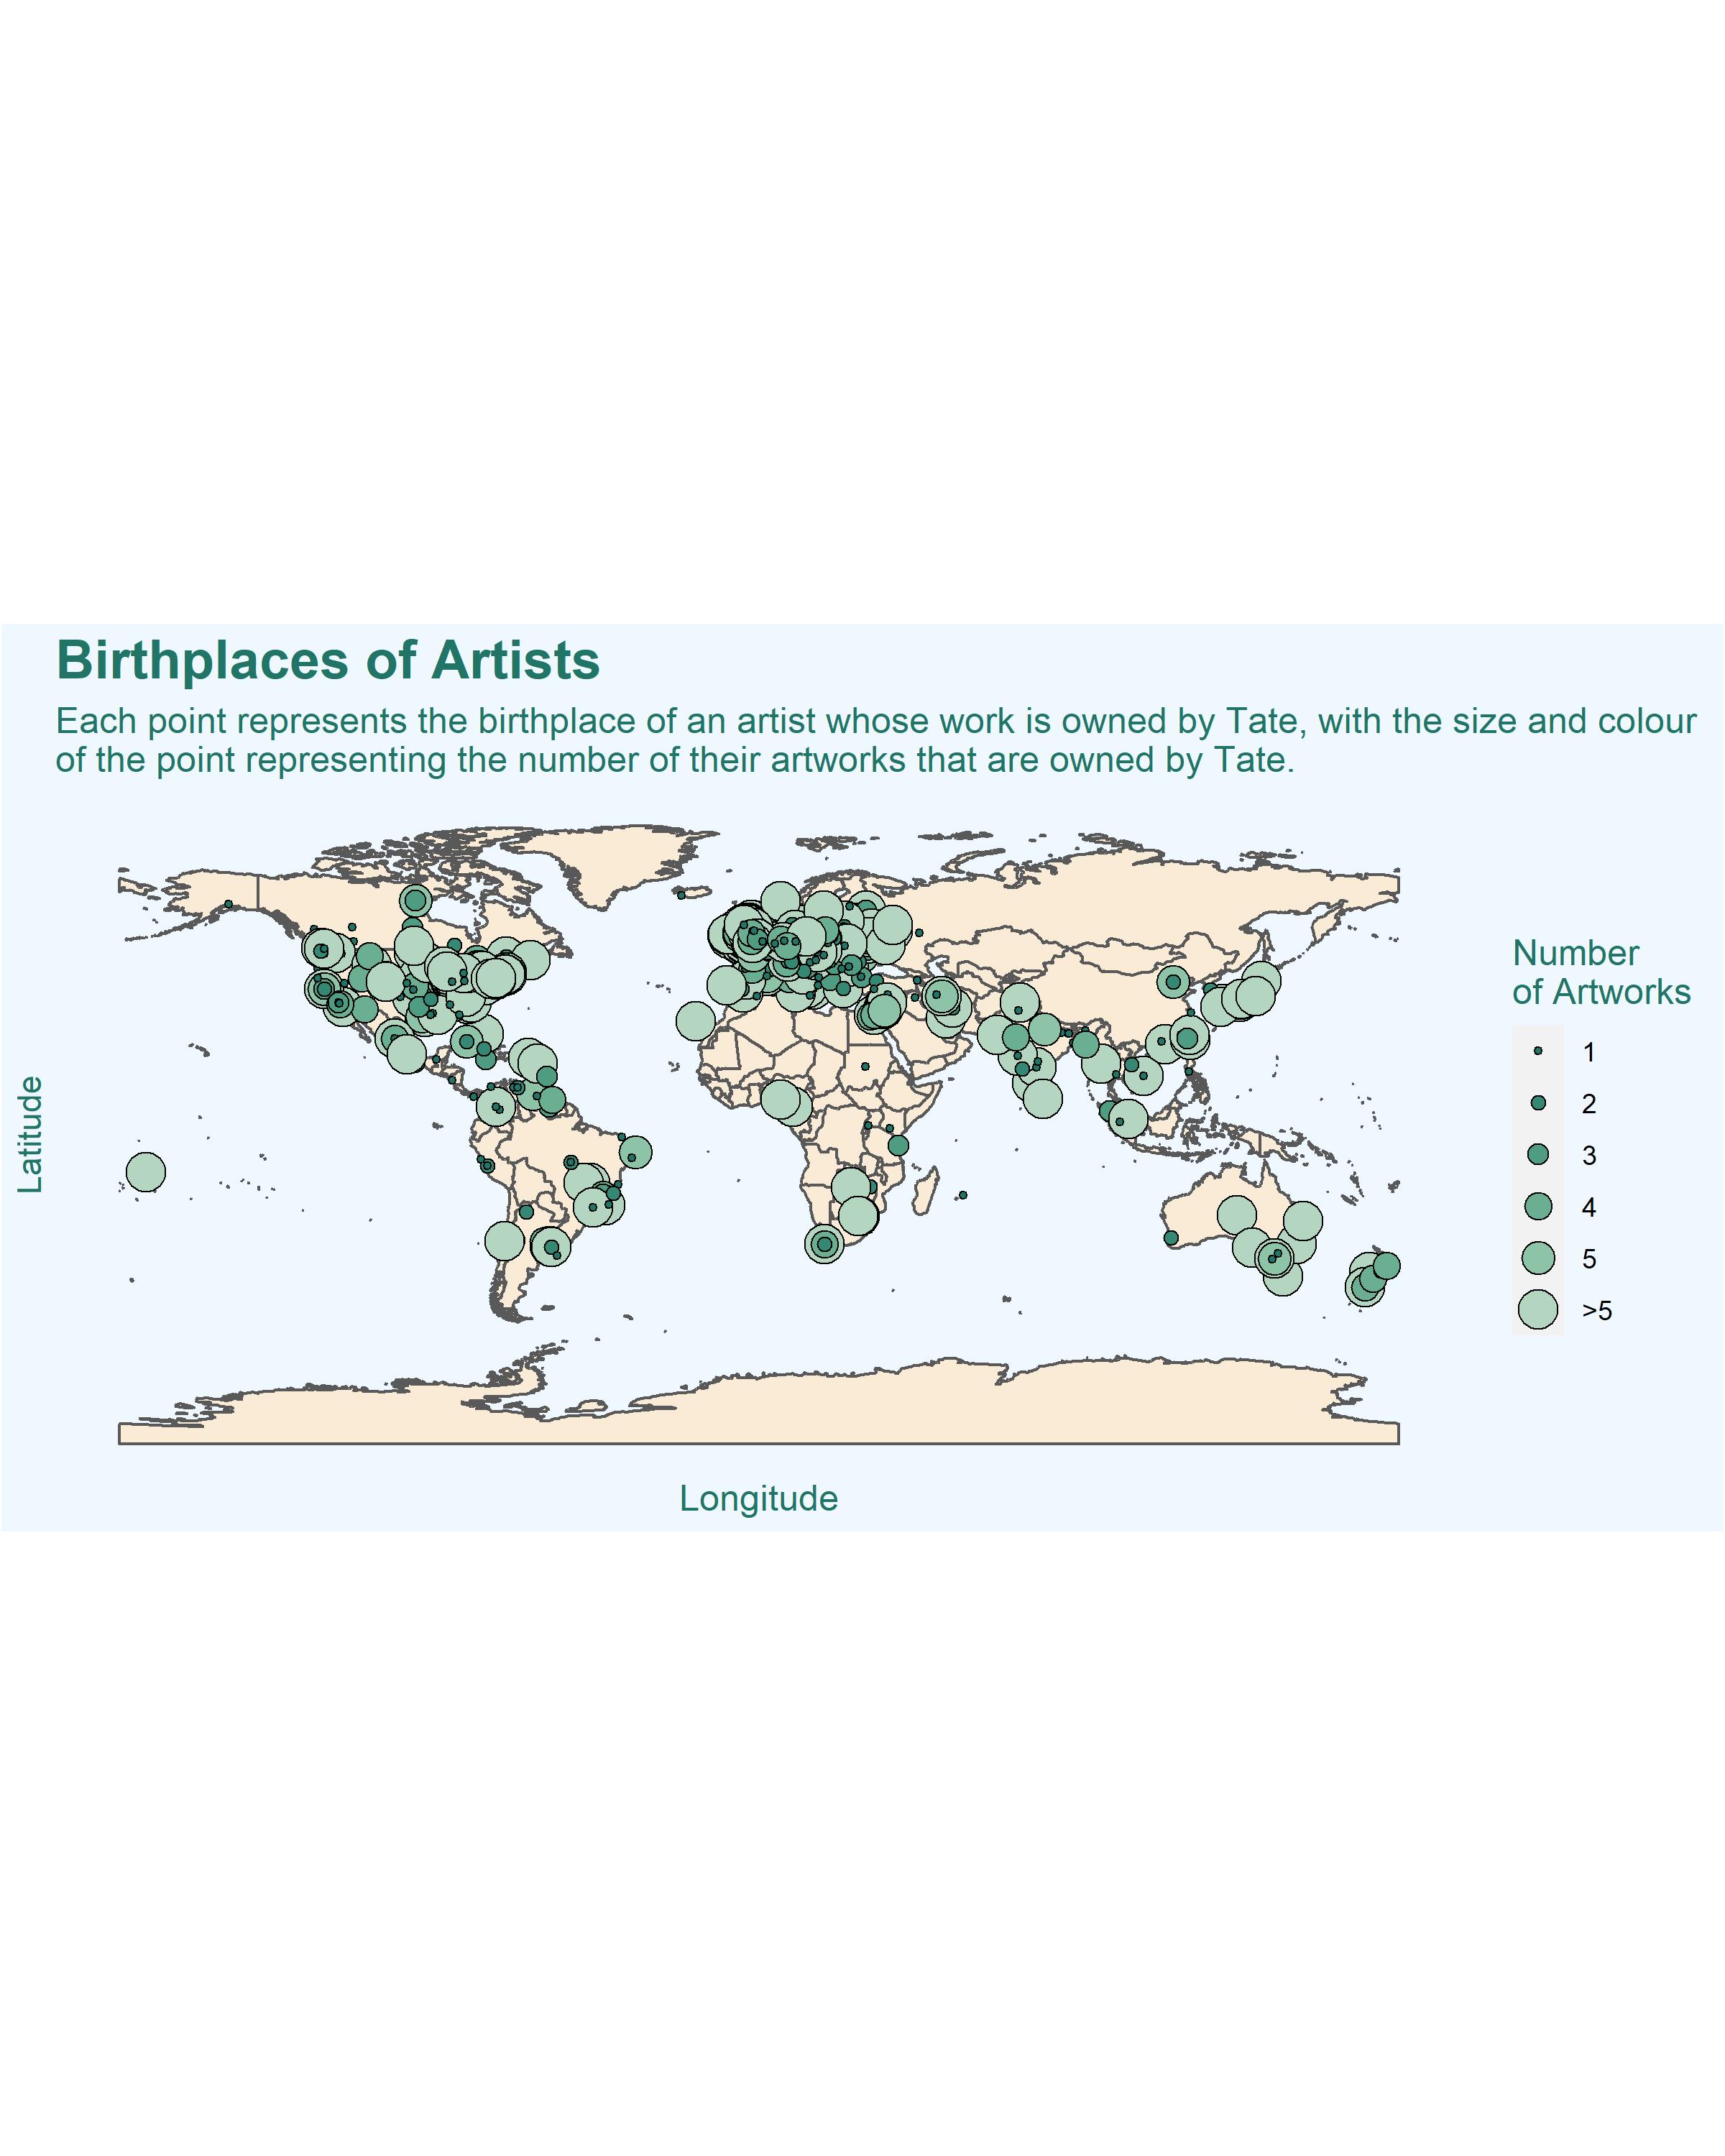 Birthplaces of Artists
Each point represents the birthplace of an artist whose work is owned by Tate, with the size and colour
of the point representing the number of their artworks that are owned by Tate.
Latitude
Longitude
Number
of Artworks
1
2
3
4
5
>5